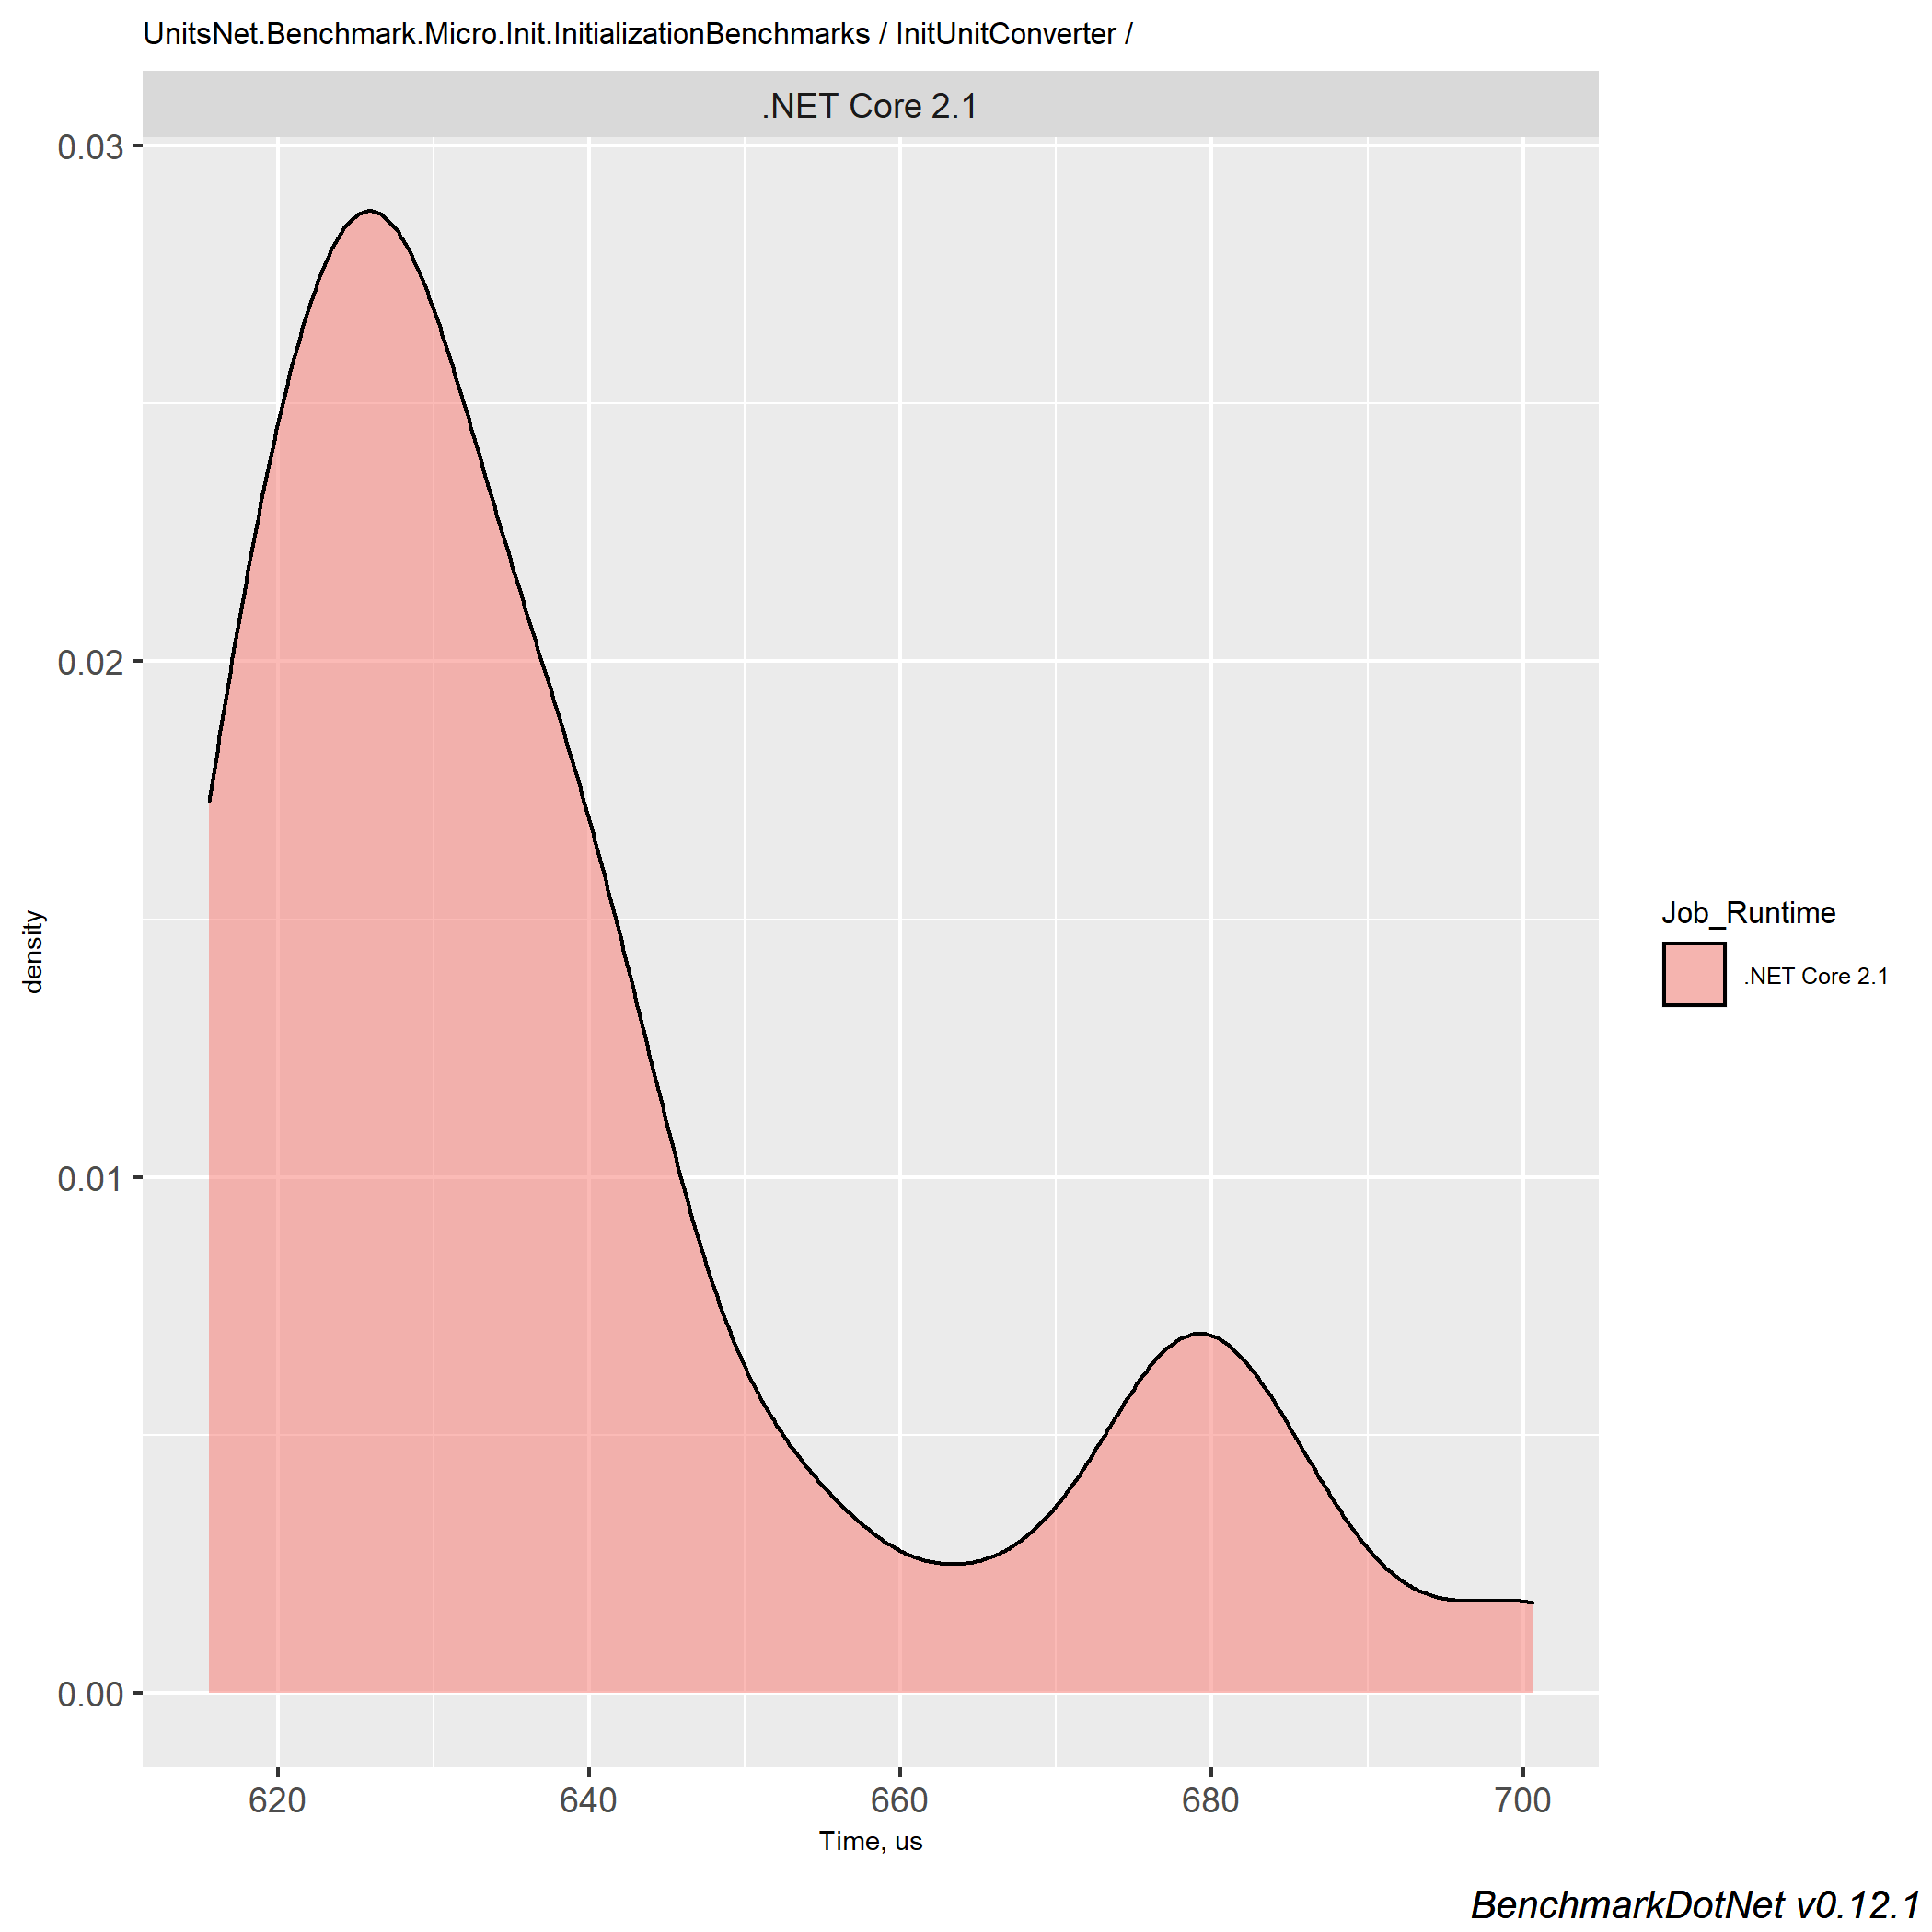 UnitsNet.Benchmark.Micro.Init.InitializationBenchmarks / InitUnitConverter /
.NET Core 2.1
0.03
0.02
0.01
0.00
density
620 640 660 680 700
Time, us
Job_Runtime
.NET Core 2.1
BenchmarkDotNet v0.12.1